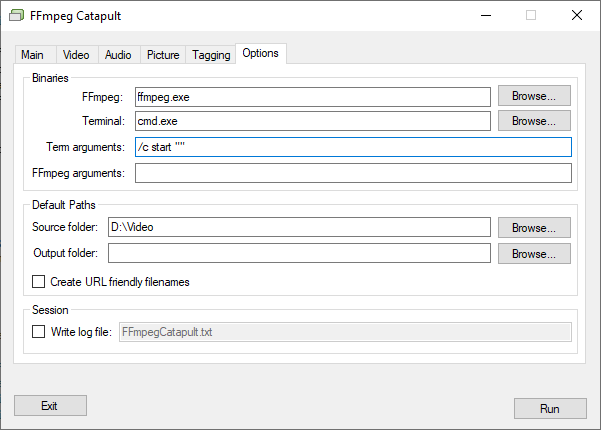 FFmpeg Catapult
Main Video Audio Picture Tagging Options
Binaries
FFmpeg: ffmpeg.exe Browse...
Terminal: cmd.exe Browse...
Term arguments: /c start ""
FFmpeg arguments:
Default Paths
Source folder: D:\Video Browse...
Output folder: Browse...
Create URL friendly filenames
Session
Write log file: FFmpegCatapult.txt
Exit Run